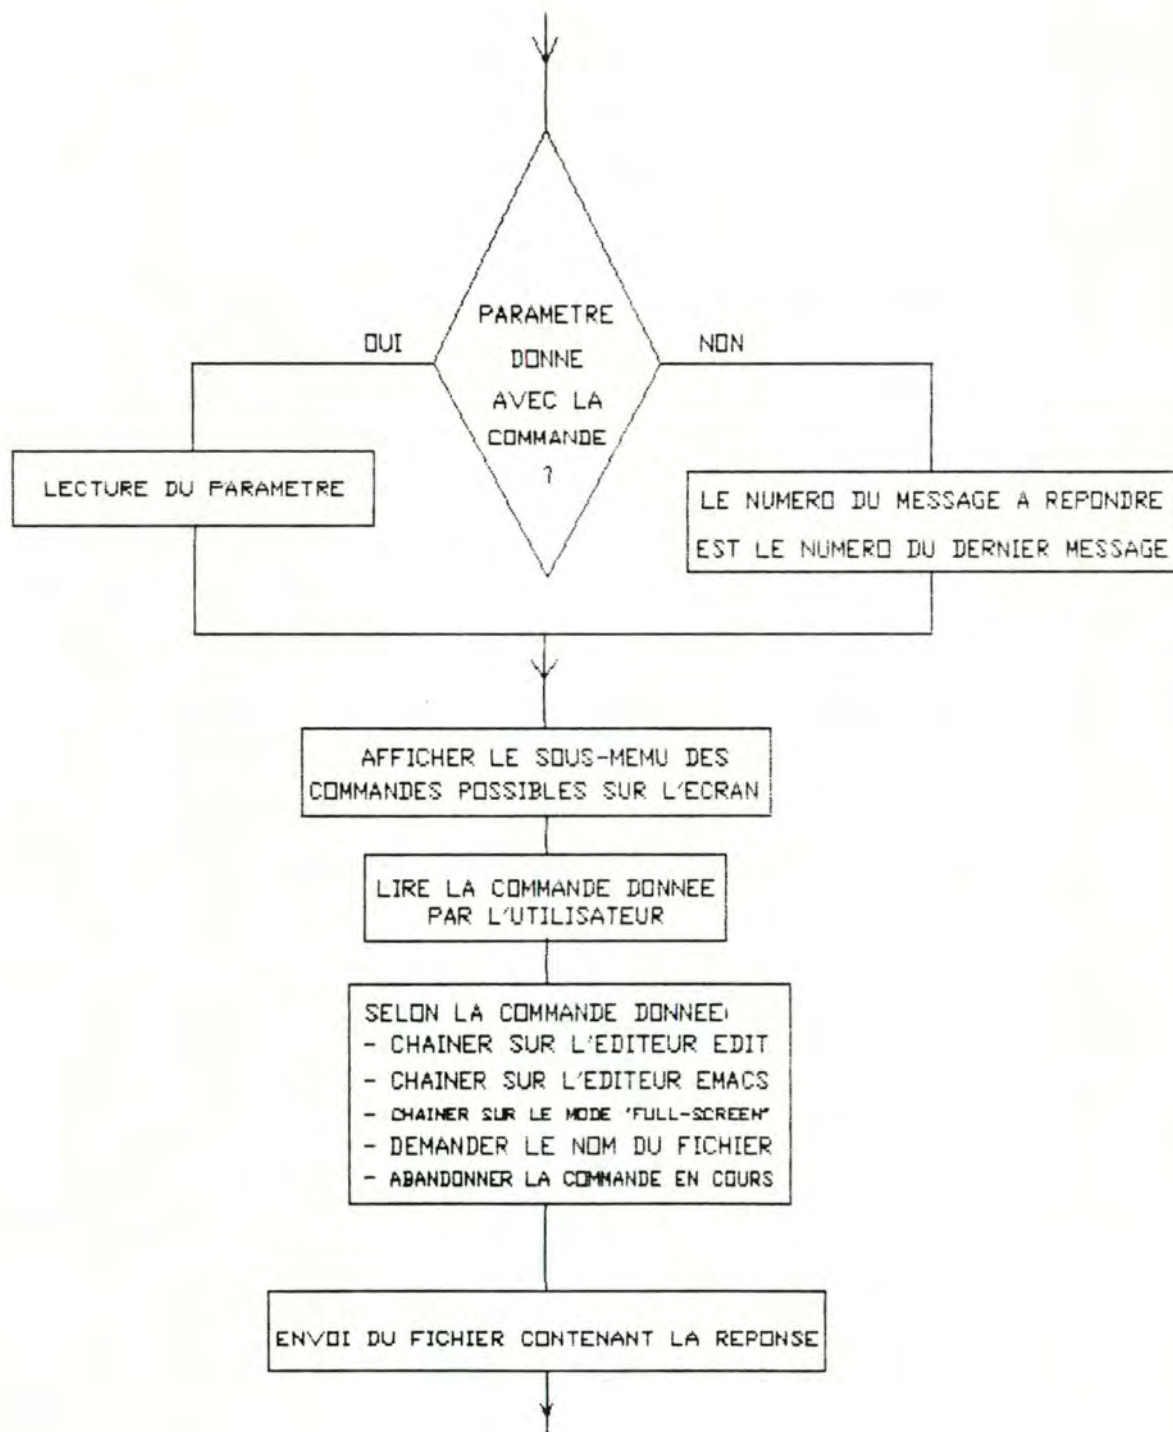 PARAMETRE
DONNE
AVEC LA
COMMANDE
?
OUI
NON
LECTURE DU PARAMETRE
LE NUMERO DU MESSAGE A REPONDRE
EST LE NUMERO DU DERNIER MESSAGE
AFFICHER LE SOUS-MEMU DES
COMMANDES POSSIBLES SUR L'ECRAN
LIRE LA COMMANDE DONNEE
PAR L'UTILISATEUR
SELON LA COMMANDE DONNEE:
- CHAINER SUR L'EDITEUR EDIT
- CHAINER SUR L'EDITEUR EMACS
- CHAINER SUR LE MODE "FULL-SCREEN"
- DEMANDER LE NOM DU FICHIER
- ABANDONNER LA COMMANDE EN COURS
ENVOI DU FICHIER CONTENANT LA REPONSE